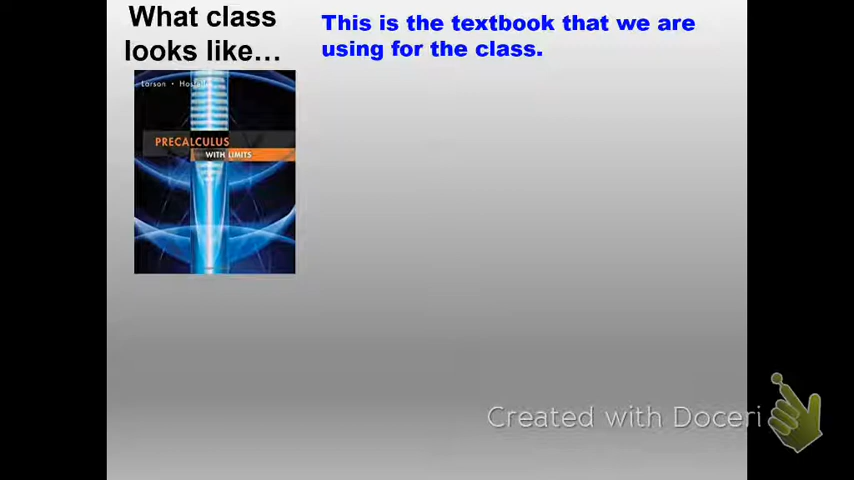 What class
looks like…
This is the textbook that we are
using for the class.
Larson •
PRECALCULUS
WITH LIMITS
Created with Doceri